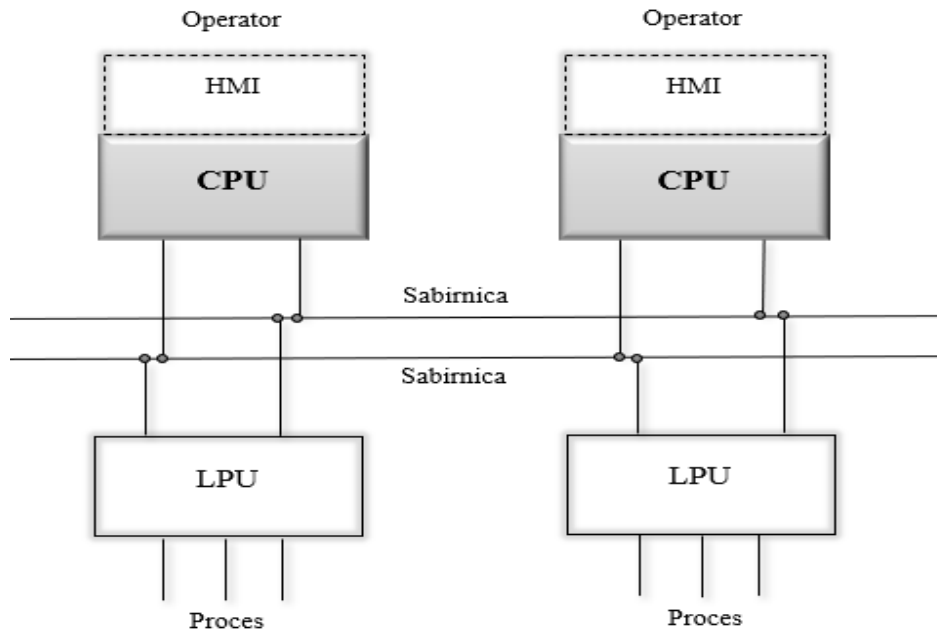 Operator
Operator
HMI
HMI
CPU
CPU
Sabirnica
Sabirnica
LPU
LPU
Proces
Proces